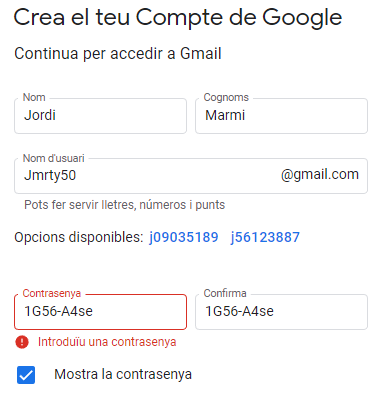 Crea el teu Compte de Google
Continua per accedir a Gmail
Nom Cognoms
Jordi Marmi
Nom d'usuari
Jmrty50 @gmail.com
Pots fer servir lletres, números i punts
Opcions disponibles: j09035189 j56123887
Contrasenya Confirma
1G56-A4se 1G56-A4se
Introduïu una contrasenya
Mostra la contrasenya